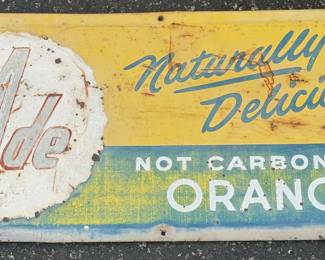 Ade
Naturally
Delici
NOT CARBON
ORANG